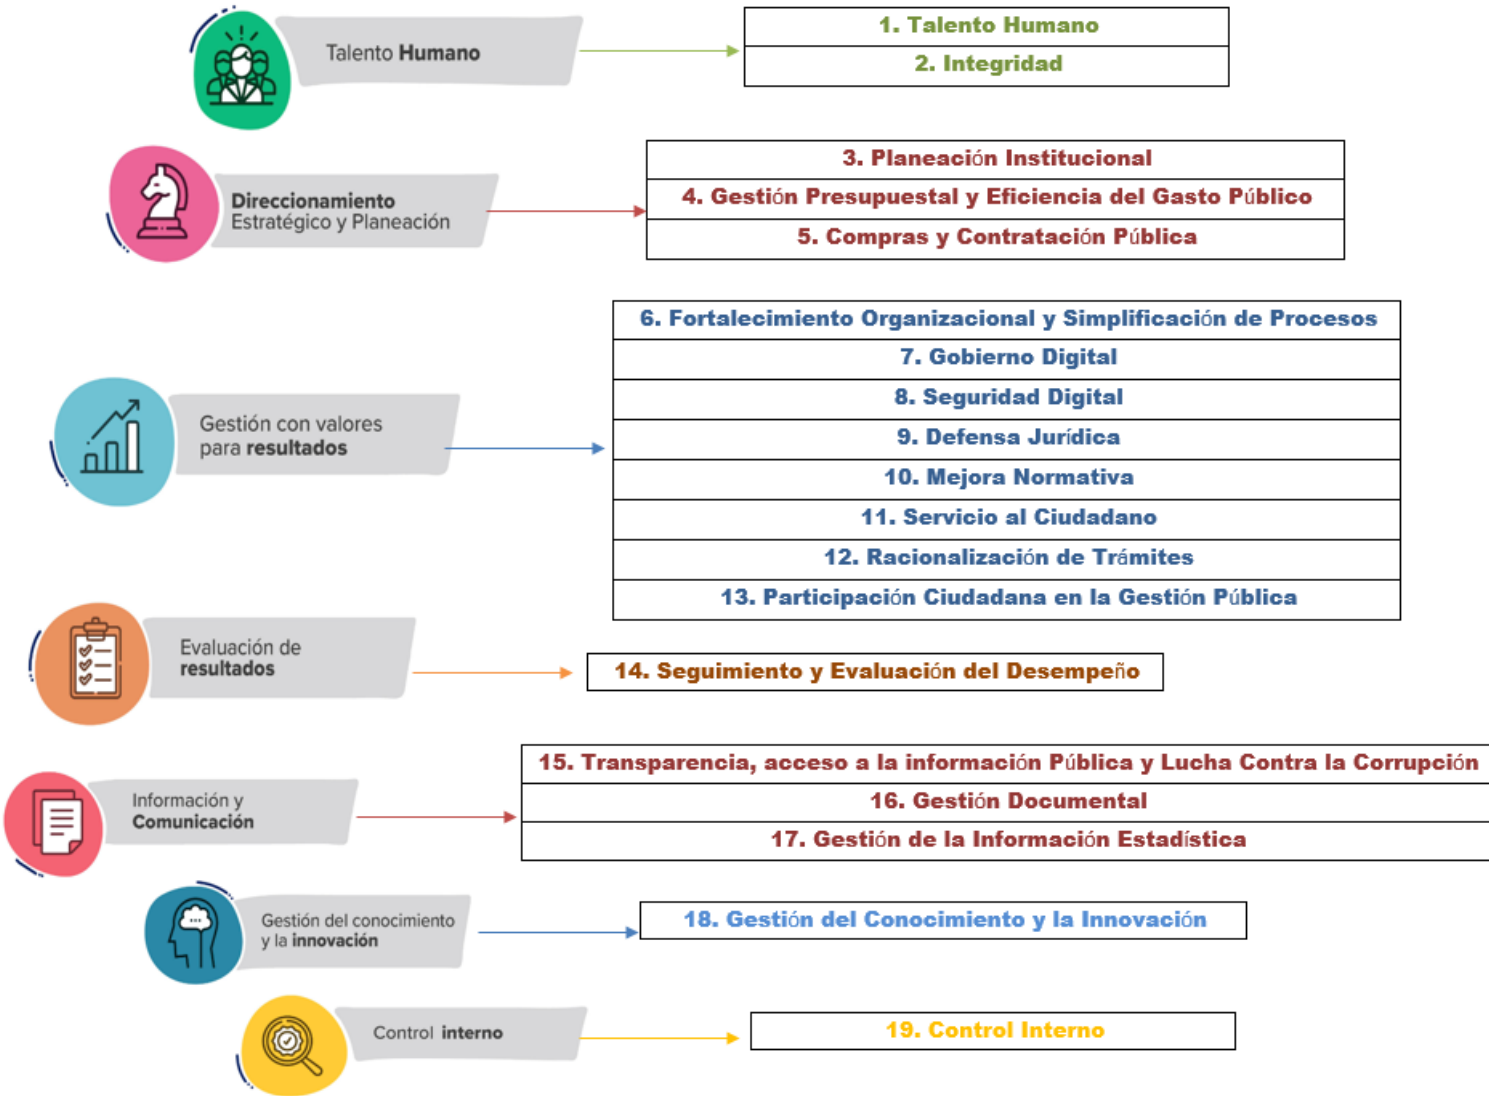 Talento Humano
1. Talento Humano
2. Integridad
Direccionamiento
Estratégico y Planeación
3. Planeación Institucional
4. Gestión Presupuestal y Eficiencia del Gasto Público
5. Compras y Contratación Pública
Gestión con valores
para resultados
6. Fortalecimiento Organizacional y Simplificación de Procesos
7. Gobierno Digital
8. Seguridad Digital
9. Defensa Jurídica
10. Mejora Normativa
11. Servicio al Ciudadano
12. Racionalización de Trámites
13. Participación Ciudadana en la Gestión Pública
Evaluación de
resultados
14. Seguimiento y Evaluación del Desempeño
Información y
Comunicación
15. Transparencia, acceso a la información Pública y Lucha Contra la Corrupción
16. Gestión Documental
17. Gestión de la Información Estadística
Gestión del conocimiento
y la innovación
18. Gestión del Conocimiento y la Innovación
Control interno
19. Control Interno